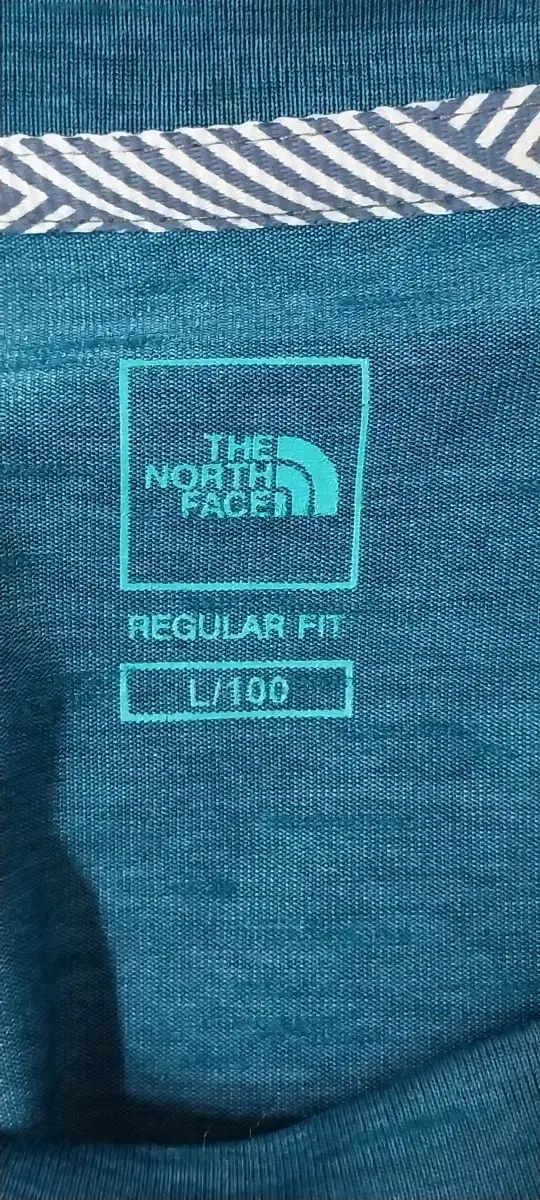 THE
NORTH
FACE
REGULAR FIT
L/100